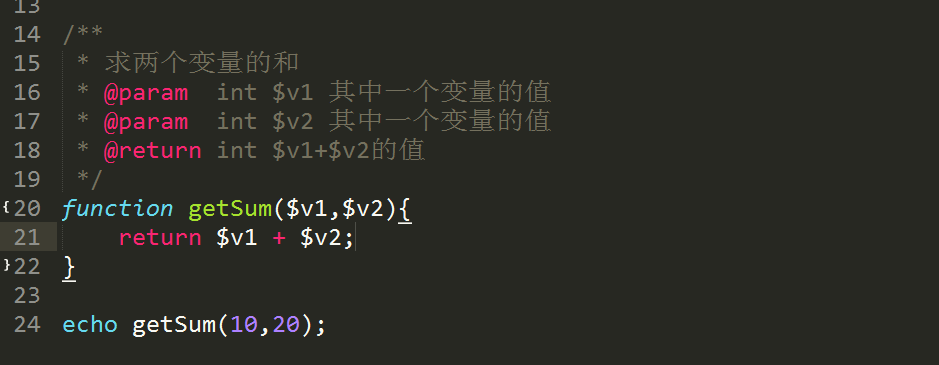 13
14 /**
15  * 求两个变量的和
16  * @param  int $v1 其中一个变量的值
17  * @param  int $v2 其中一个变量的值
18  * @return int $v1+$v2的值
19  */
{20 function getSum($v1,$v2){
21     return $v1 + $v2;
}22 }
23
24 echo getSum(10,20);